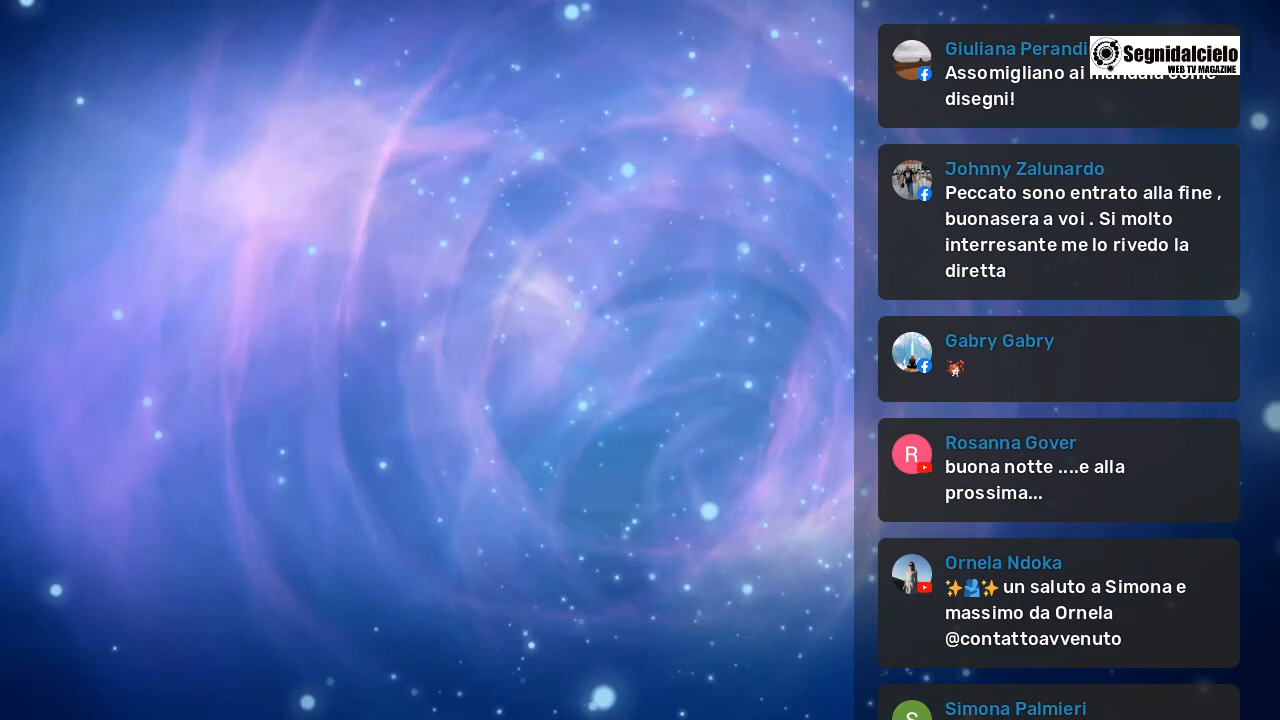 Giuliana Perandi
Segnidalcielo
WEB TV MAGAZINE
Assomigliano ai
disegni!
Johnny Zalunardo
Peccato sono entrato alla fine ,
buonasera a voi . Si molto
interresante me lo rivedo la
diretta
Gabry Gabry
R
Rosanna Gover
buona notte ....e alla
prossima...
Ornela Ndoka
✨🫂✨ un saluto a Simona e
massimo da Ornela
@contattoavvenuto
S
Simona Palmieri